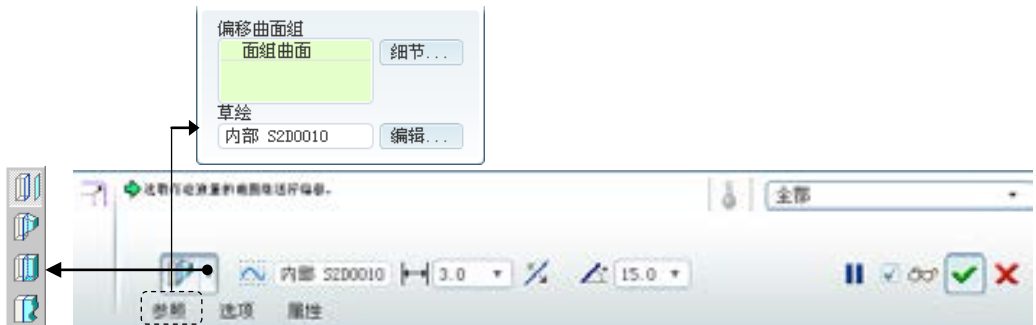 偏移曲面组
面组曲面
细节...
草绘
内部 S2D0010
编辑...
全部
内部 S2D0010
3.0
15.0
参照
选项
属性